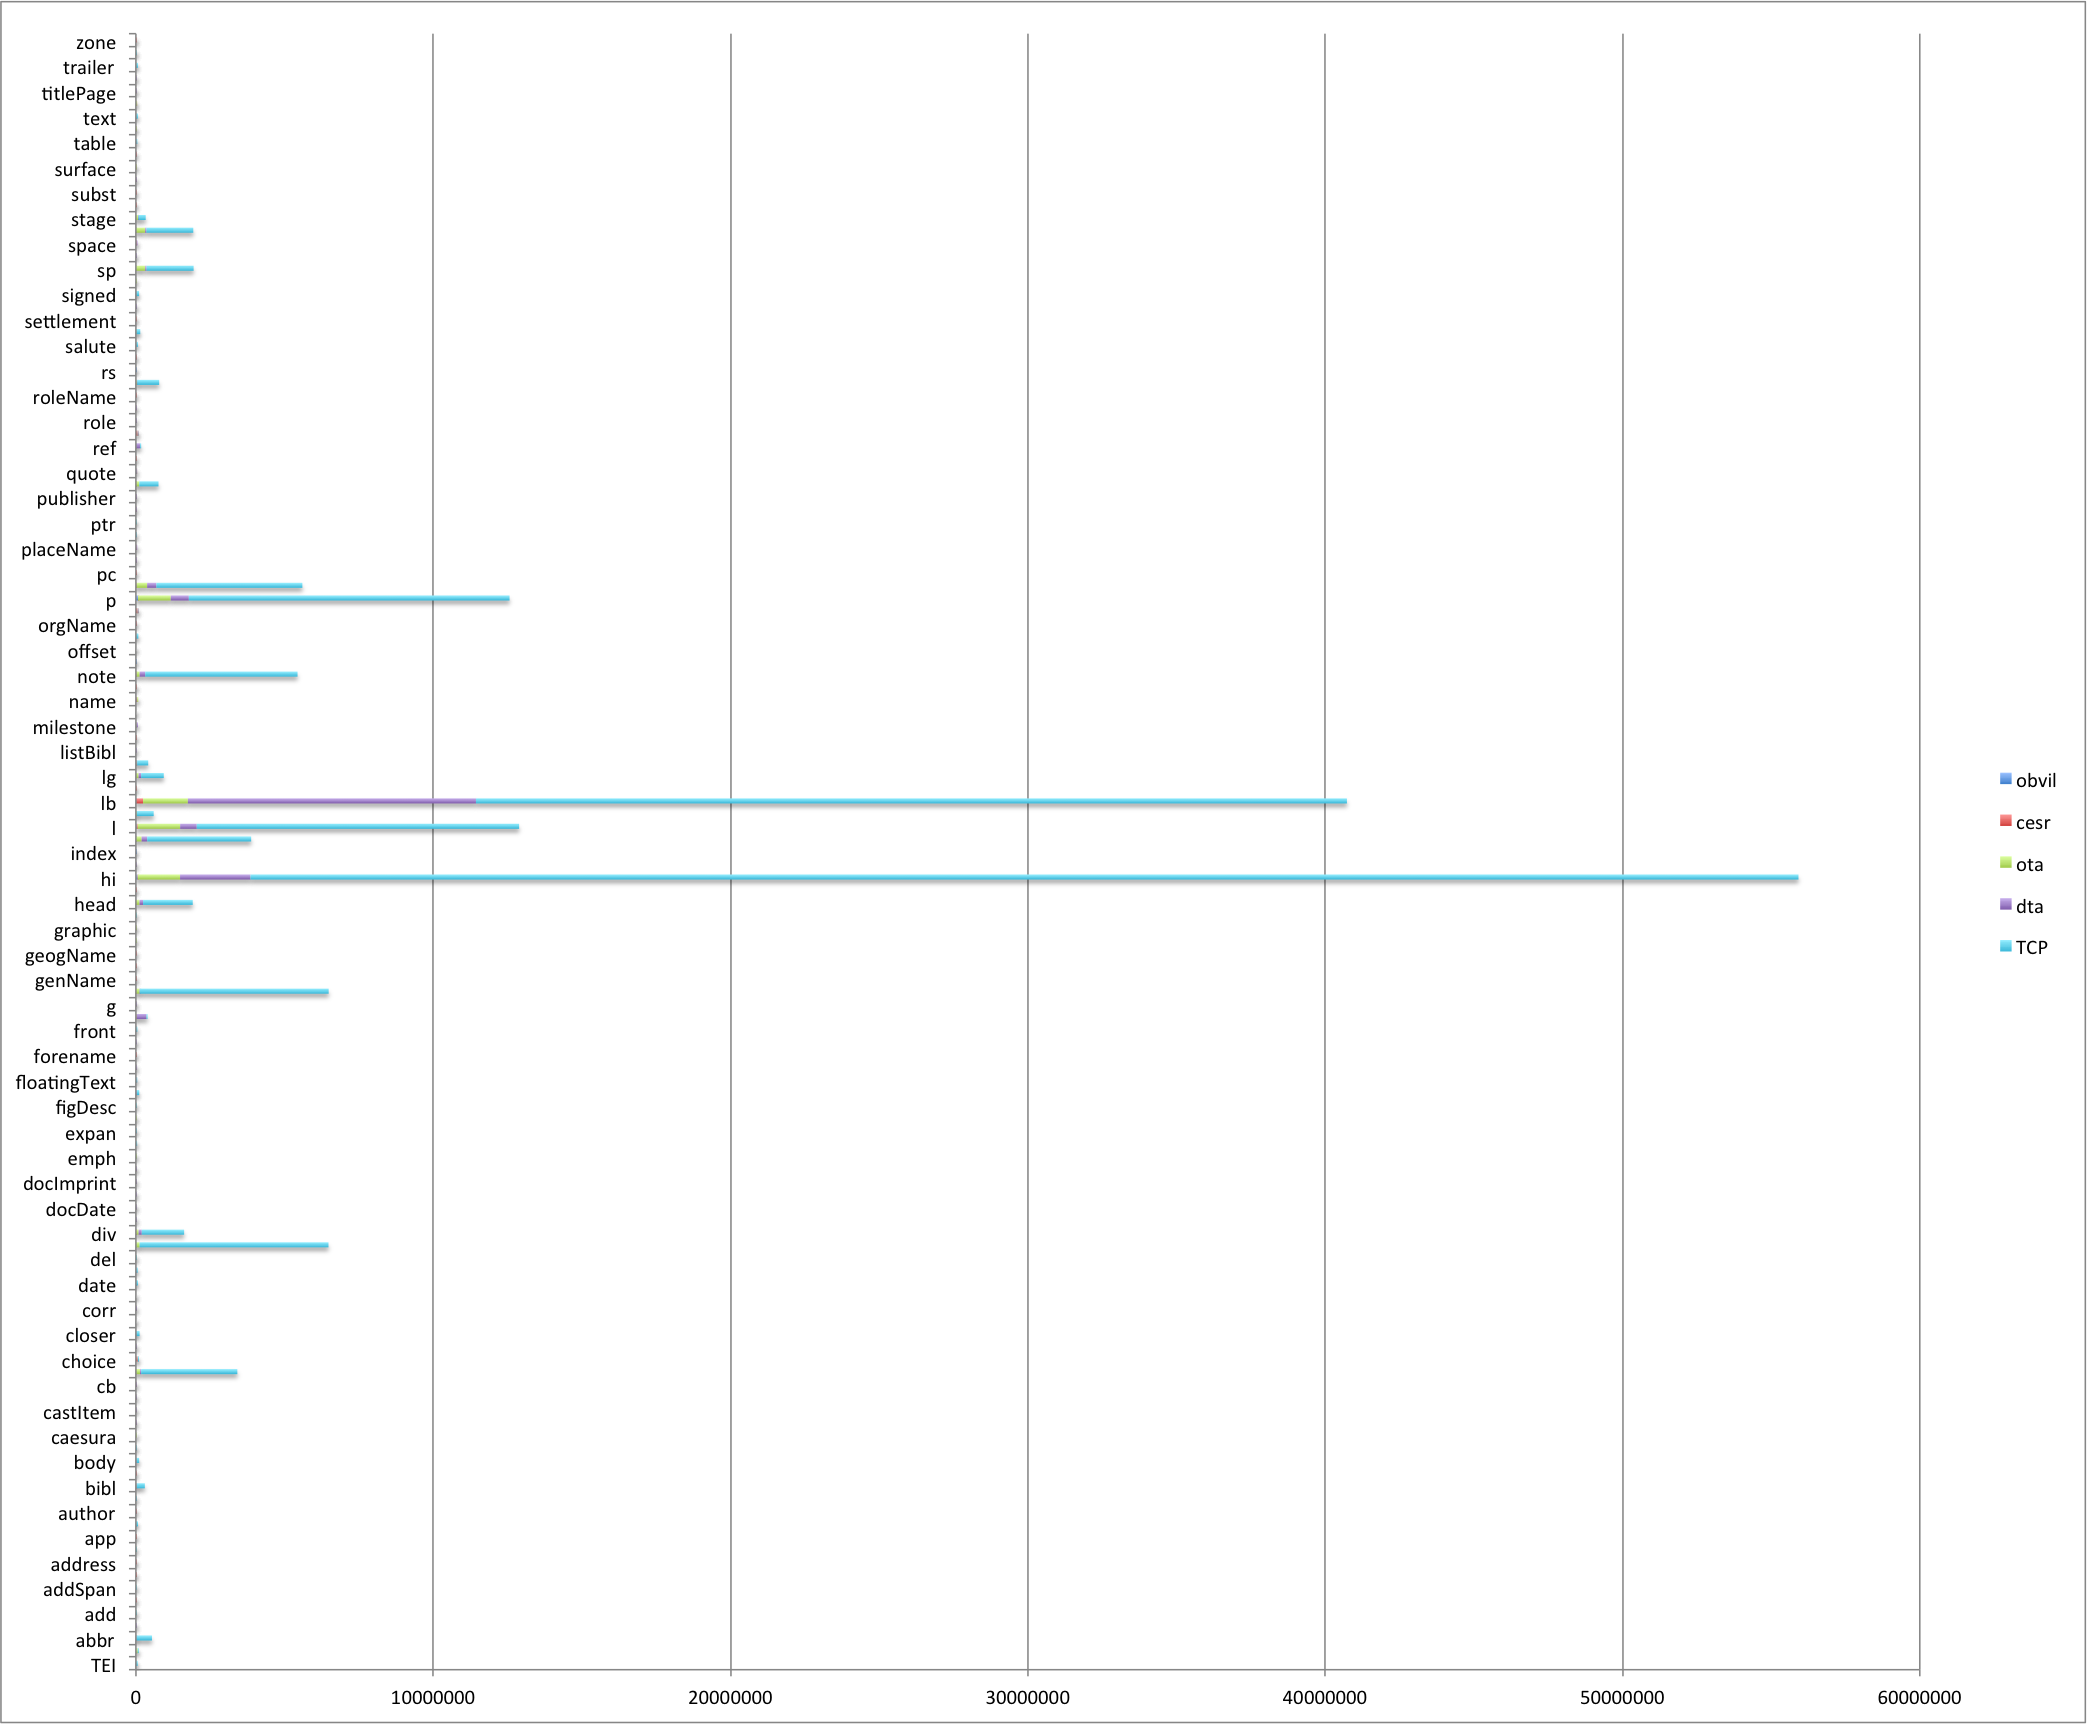 zone
trailer
titlePage
text
table
surface
subst
stage
space
sp
signed
settlement
salute
rs
roleName
role
ref
quote
publisher
ptr
placeName
pc
p
orgName
offset
note
name
milestone
listBibl
lg
lb
l
index
hi
head
graphic
geogName
genName
g
front
forename
floatingText
figDesc
expan
emph
docImprint
docDate
div
del
date
corr
closer
choice
cb
castItem
caesura
body
bibl
author
app
address
addSpan
add
abbr
TEI
0 10000000 20000000 30000000 40000000 50000000 60000000
obvil
cesr
ota
dta
TCP